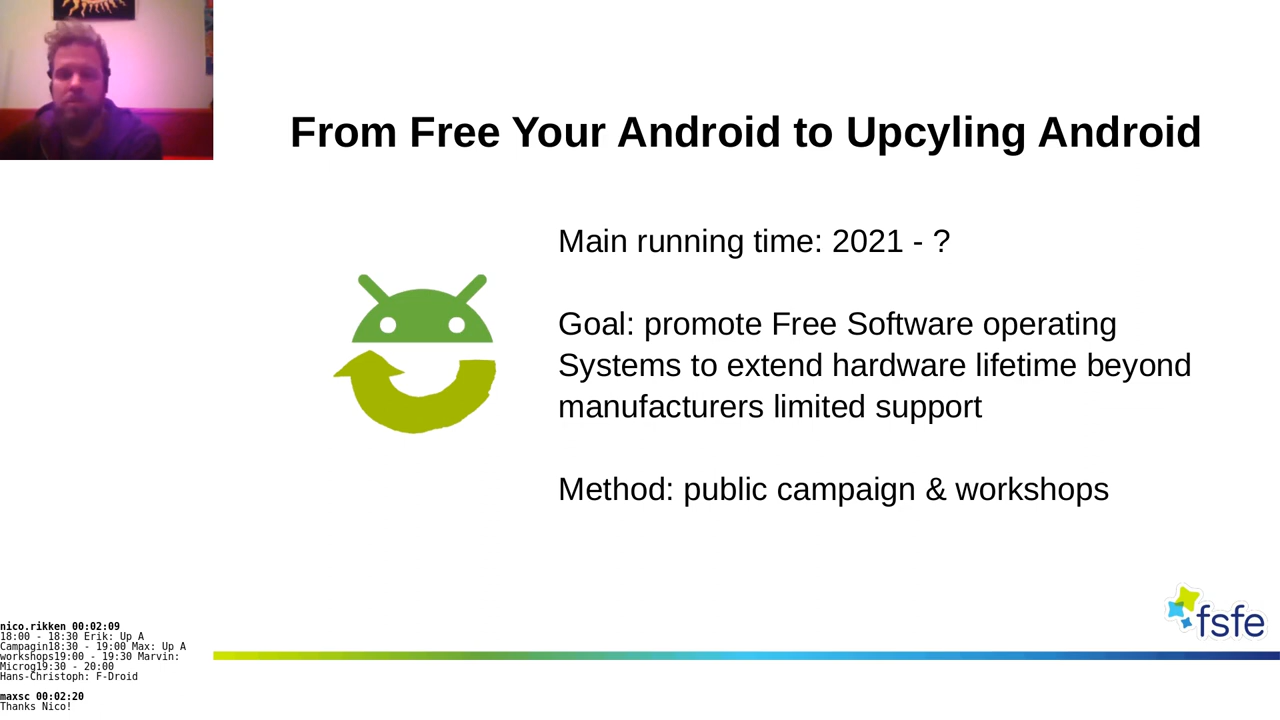 From Free Your Android to Upcyling Android
Main running time: 2021 - ?
Goal: promote Free Software operating
Systems to extend hardware lifetime beyond
manufacturers limited support
Method: public campaign & workshops
fsfe
nico.rikken 00:02:09
18:00 - 18:30 Erik: Up A
Campagin18:30 - 19:00 Max: Up A
workshops19:00 - 19:30 Marvin:
Microg19:30 - 20:00
Hans-Christoph: F-Droid
maxsc 00:02:20
Thanks Nico!